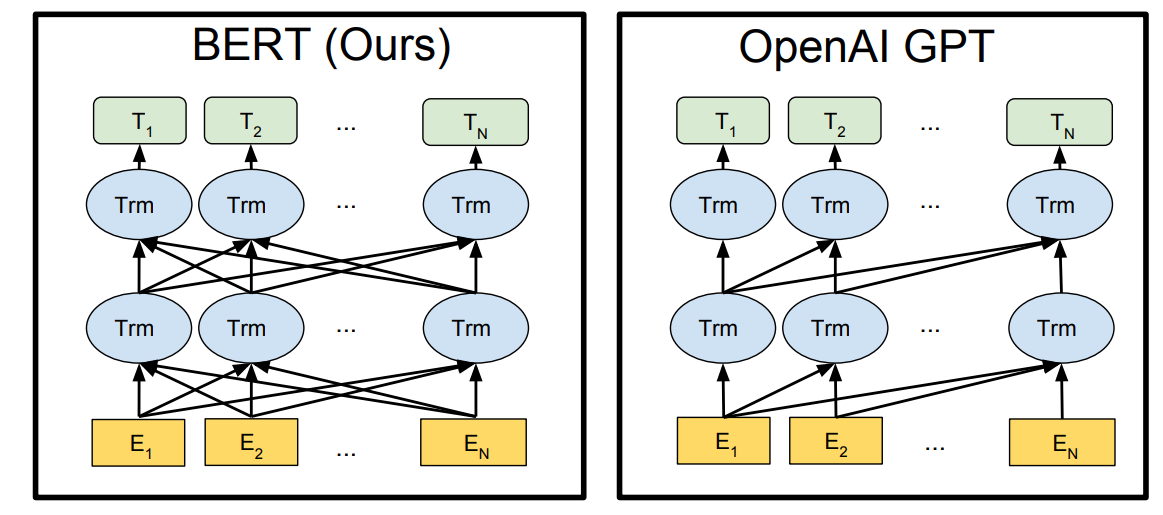 BERT (Ours)
T1 T2 ... TN
Trm Trm ... Trm
Trm Trm ... Trm
E1 E2 ... EN
OpenAI GPT
T1 T2 ... TN
Trm Trm ... Trm
Trm Trm ... Trm
E1 E2 ... EN